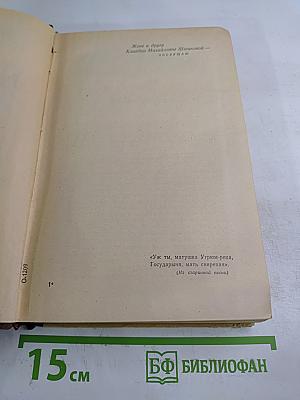 Жене и другу
Клавдии Михайловне Шишковой —
ПОСВЯЩАЮ
«Уж ты, матушка Угрюм-река,
Государыня, мать свирепая».
(Из старинной песни)
1*
15 см
БФ БИБЛИОФАН